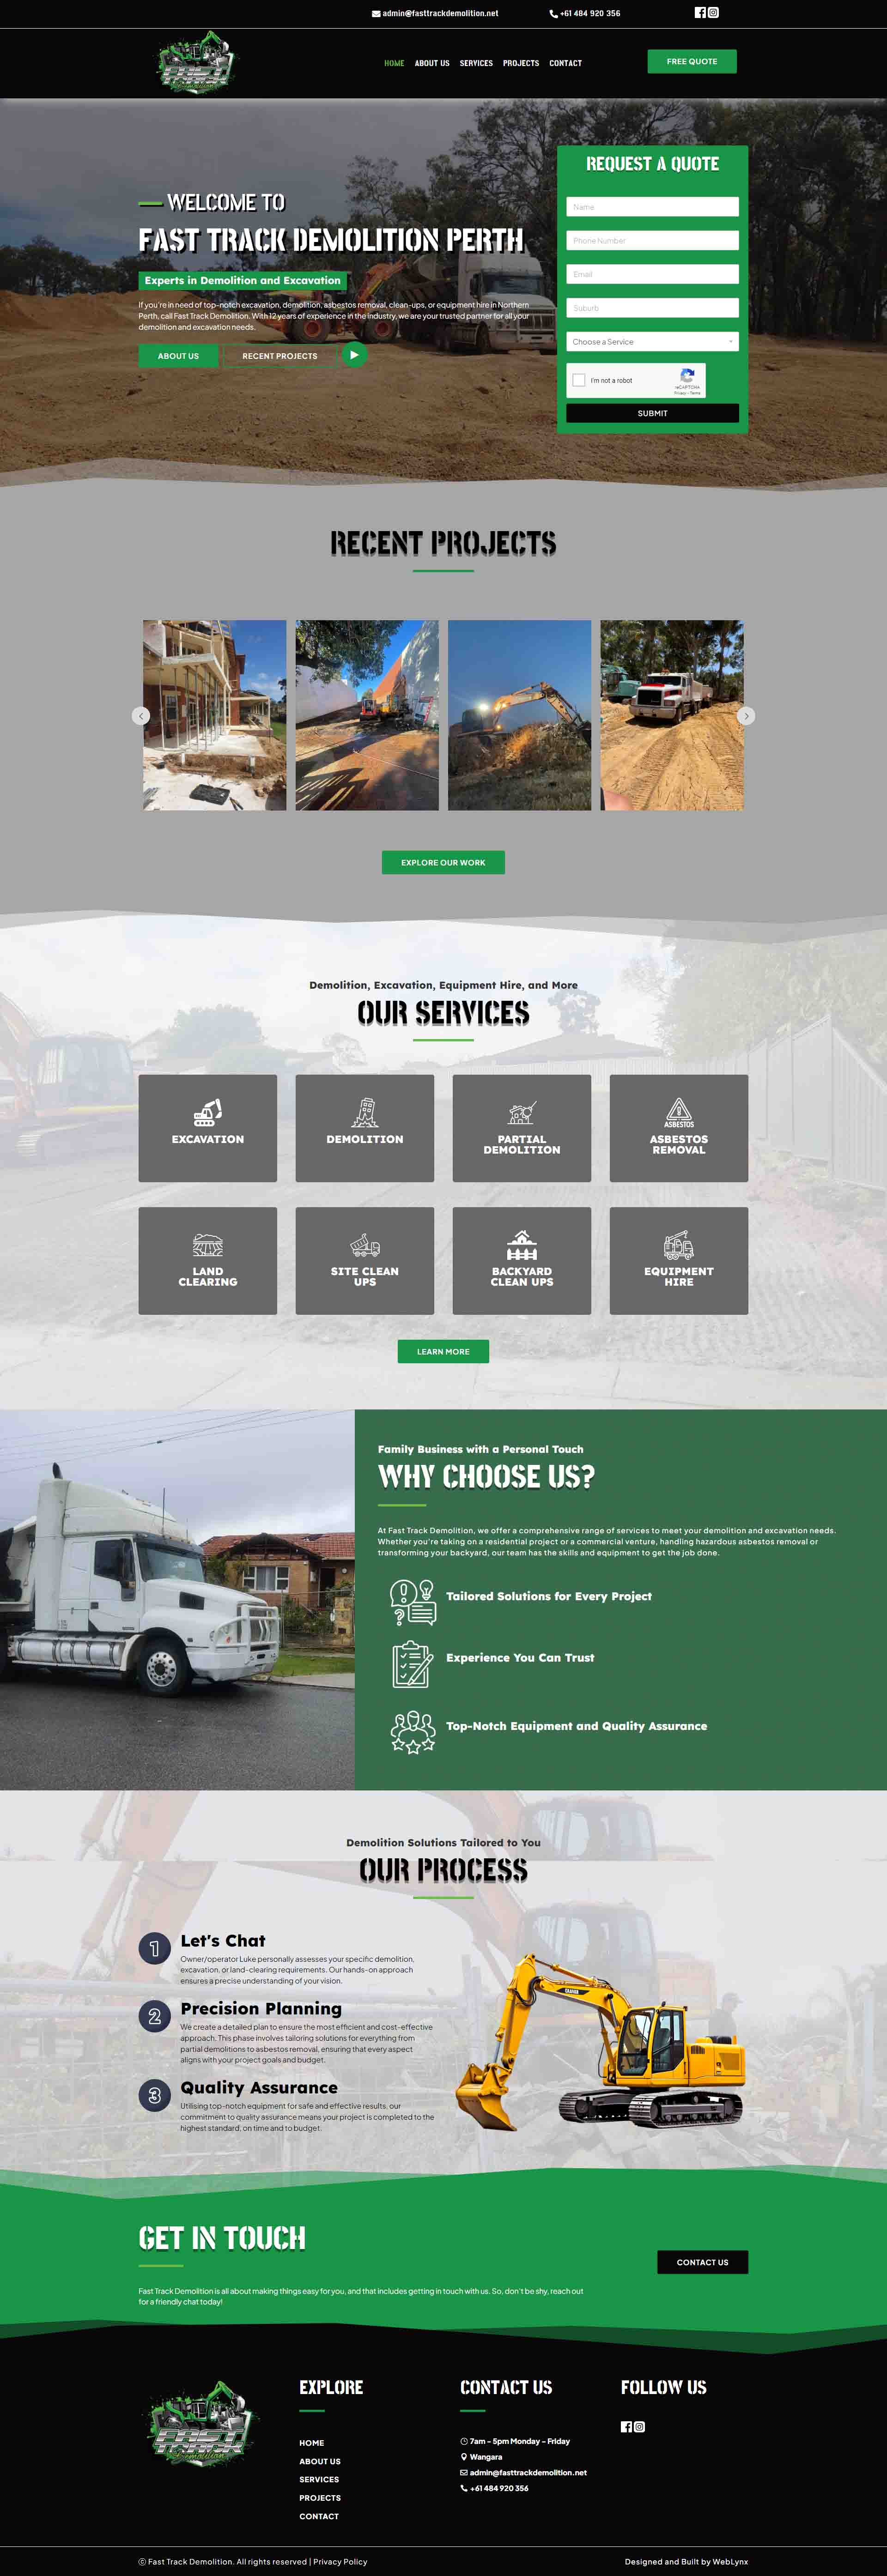 admin@fasttrackdemolition.net
+61 484 920 356
HOME
ABOUT US
SERVICES
PROJECTS
CONTACT
FREE QUOTE
WELCOME TO
FAST TRACK DEMOLITION PERTH
Experts in Demolition and Excavation
If you're in need of top-notch excavation, demolition, asbestos removal, clean-ups, or equipment hire in Northern
Perth, call Fast Track Demolition. With 12 years of experience in the industry, we are your trusted partner for all your
demolition and excavation needs.
ABOUT US
RECENT PROJECTS
REQUEST A QUOTE
Name
Phone Number
Email
Suburb
Choose a Service
I'm not a robot
reCAPTCHA
Privacy - Terms
SUBMIT
RECENT PROJECTS
EXPLORE OUR WORK
Demolition, Excavation, Equipment Hire, and More
OUR SERVICES
EXCAVATION
DEMOLITION
PARTIAL
DEMOLITION
ASBESTOS
ASBESTOS
REMOVAL
LAND
CLEARING
SITE CLEAN
UPS
BACKYARD
CLEAN UPS
EQUIPMENT
HIRE
LEARN MORE
Family Business with a Personal Touch
WHY CHOOSE US?
At Fast Track Demolition, we offer a comprehensive range of services to meet your demolition and excavation needs.
Whether you're taking on a residential project or a commercial venture, handling hazardous asbestos removal or
transforming your backyard, our team has the skills and equipment to get the job done.
Tailored Solutions for Every Project
Experience You Can Trust
Top-Notch Equipment and Quality Assurance
Demolition Solutions Tailored to You
OUR PROCESS
1
Let's Chat
Owner/operator Luke personally assesses your specific demolition,
excavation, or land-clearing requirements. Our hands-on approach
ensures a precise understanding of your vision.
2
Precision Planning
We create a detailed plan to ensure the most efficient and cost-effective
approach. This phase involves tailoring solutions for everything from
partial demolitions to asbestos removal, ensuring that every aspect
aligns with your project goals and budget.
3
Quality Assurance
Utilising top-notch equipment for safe and effective results, our
commitment to quality assurance means your project is completed to the
highest standard, on time and to budget.
GET IN TOUCH
Fast Track Demolition is all about making things easy for you, and that includes getting in touch with us. So, don't be shy, reach out
for a friendly chat today!
CONTACT US
EXPLORE
HOME
ABOUT US
SERVICES
PROJECTS
CONTACT
CONTACT US
7am - 5pm Monday - Friday
Wangara
admin@fasttrackdemolition.net
+61 484 920 356
FOLLOW US
© Fast Track Demolition. All rights reserved | Privacy Policy
Designed and Built by WebLynx